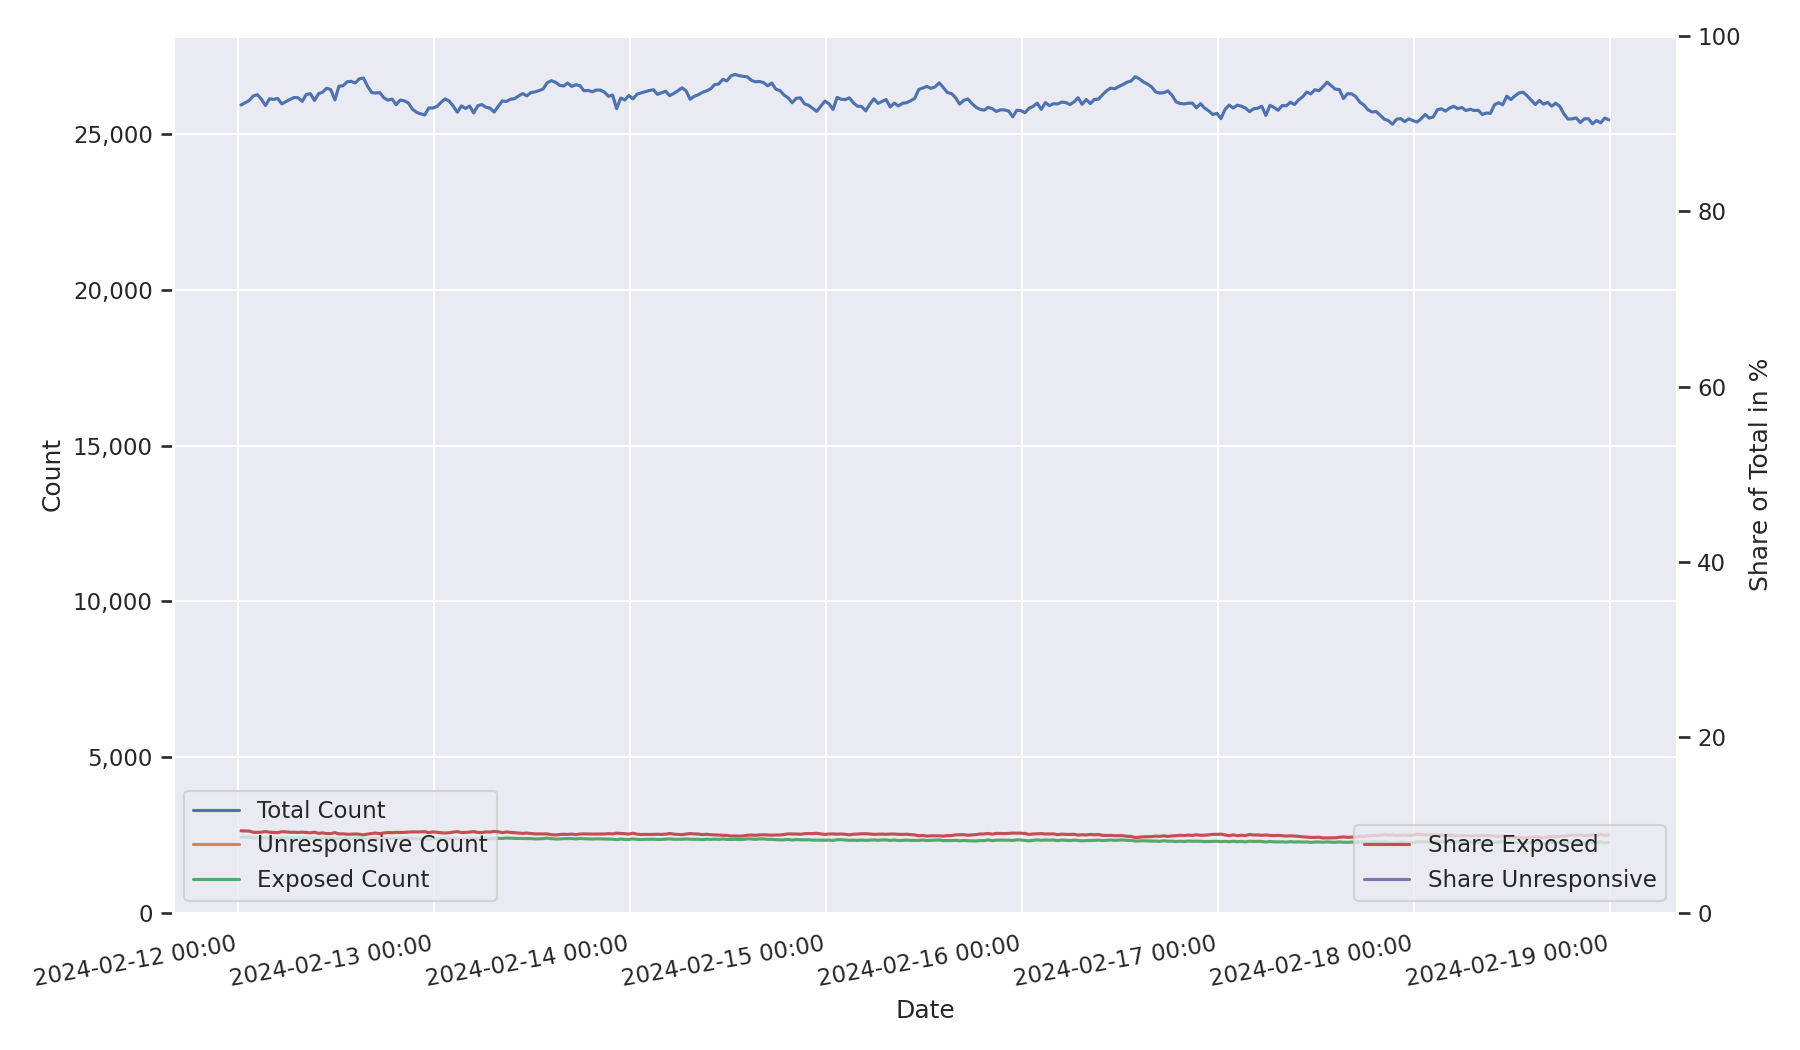 Count
25,000
20,000
15,000
10,000
5,000
0
100
80
60
40
20
0
Share of Total in %
Total Count
Unresponsive Count
Exposed Count
Share Exposed
Share Unresponsive
2024-02-12 00:00
2024-02-13 00:00
2024-02-14 00:00
2024-02-15 00:00
2024-02-16 00:00
2024-02-17 00:00
2024-02-18 00:00
2024-02-19 00:00
Date